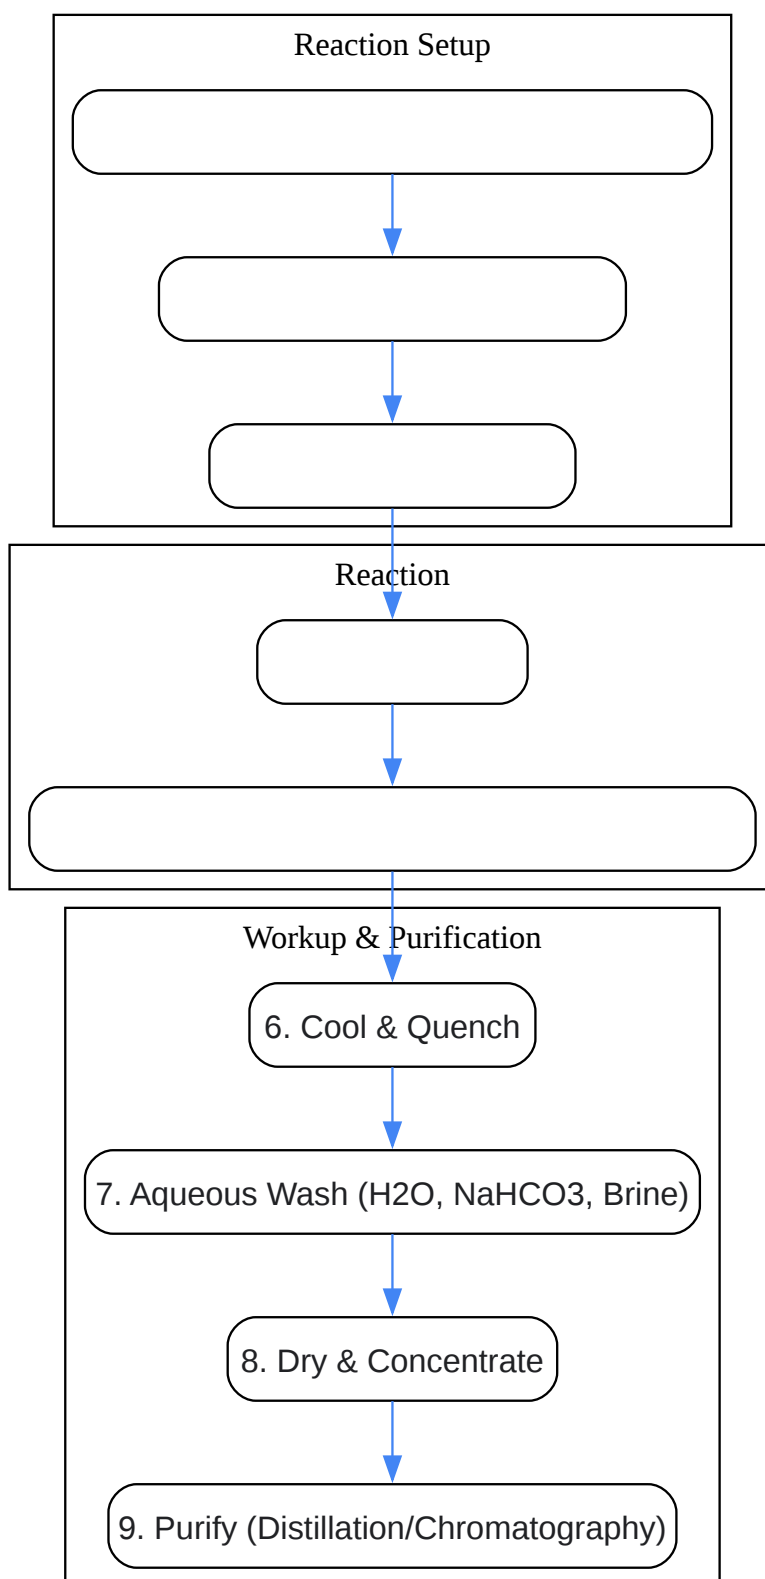 Reaction Setup
Reaction
Workup & Purification
6. Cool & Quench
7. Aqueous Wash (H2O, NaHCO3, Brine)
8. Dry & Concentrate
9. Purify (Distillation/Chromatography)